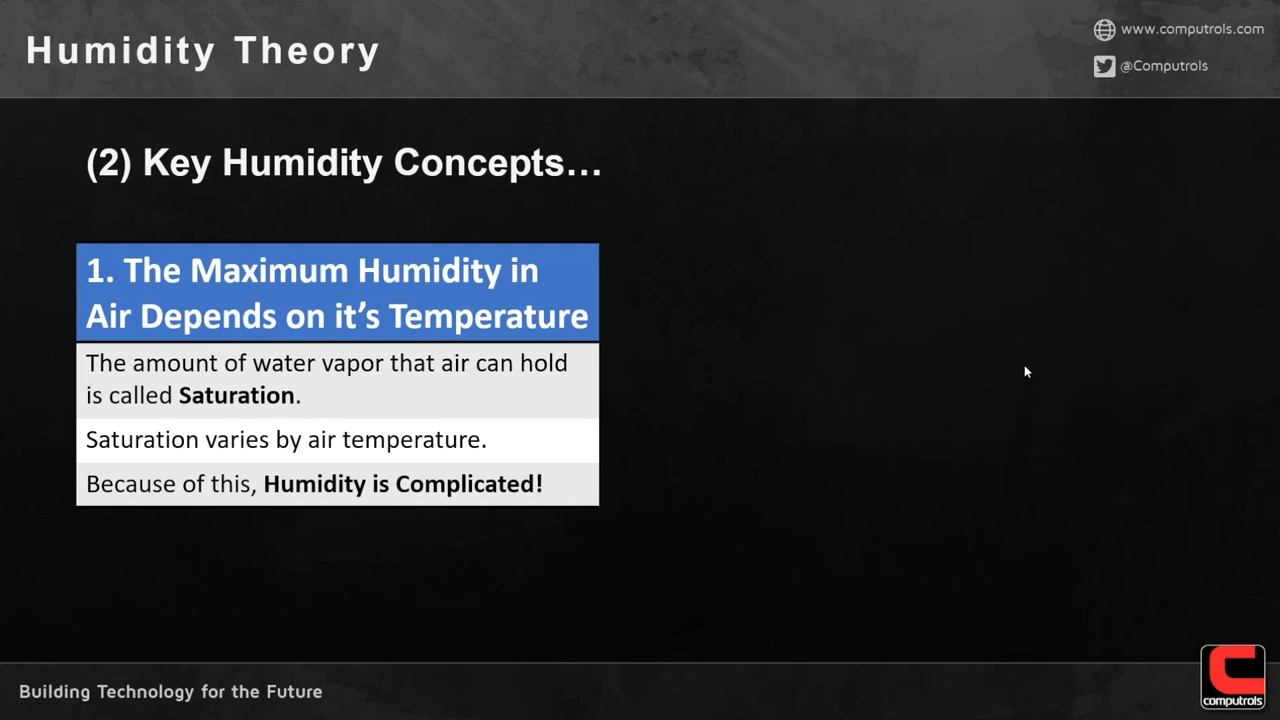 Humidity Theory
www.computrols.com
@Computrols
(2) Key Humidity Concepts...
1. The Maximum Humidity in
Air Depends on it's Temperature
The amount of water vapor that air can hold
is called Saturation.
Saturation varies by air temperature.
Because of this, Humidity is Complicated!
Building Technology for the Future
computrols